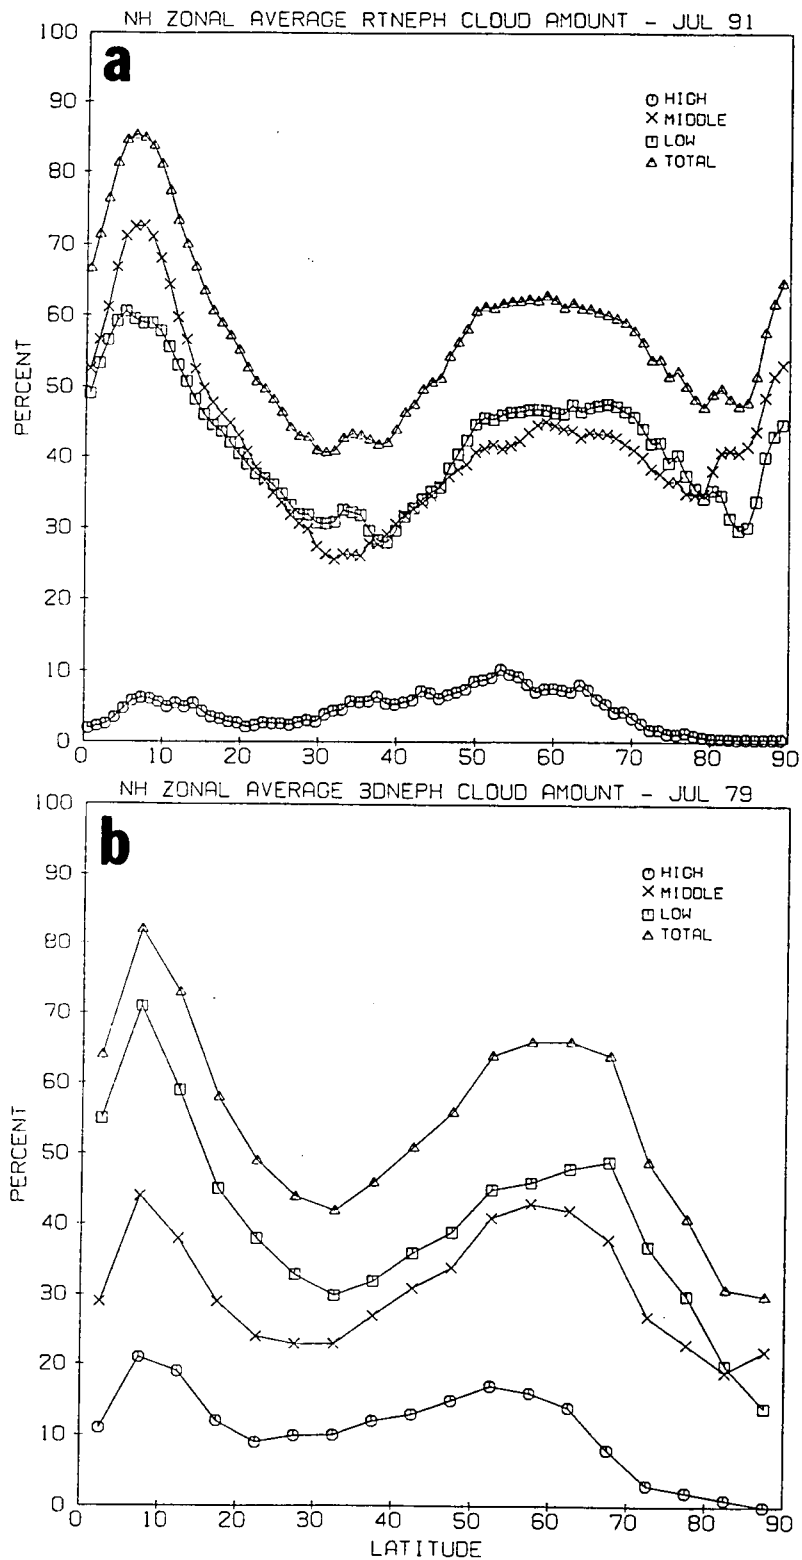 NH ZONAL AVERAGE RTNEPH CLOUD AMOUNT - JUL 91
a
100
90
80
70
60
50
40
30
20
10
0
PERCENT
HIGH
MIDDLE
LOW
TOTAL
0 10 20 30 40 50 60 70 80 90
NH ZONAL AVERAGE 3DNEPH CLOUD AMOUNT - JUL 79
b
100
90
80
70
60
50
40
30
20
10
0
PERCENT
HIGH
MIDDLE
LOW
TOTAL
0 10 20 30 40 50 60 70 80 90
LATITUDE